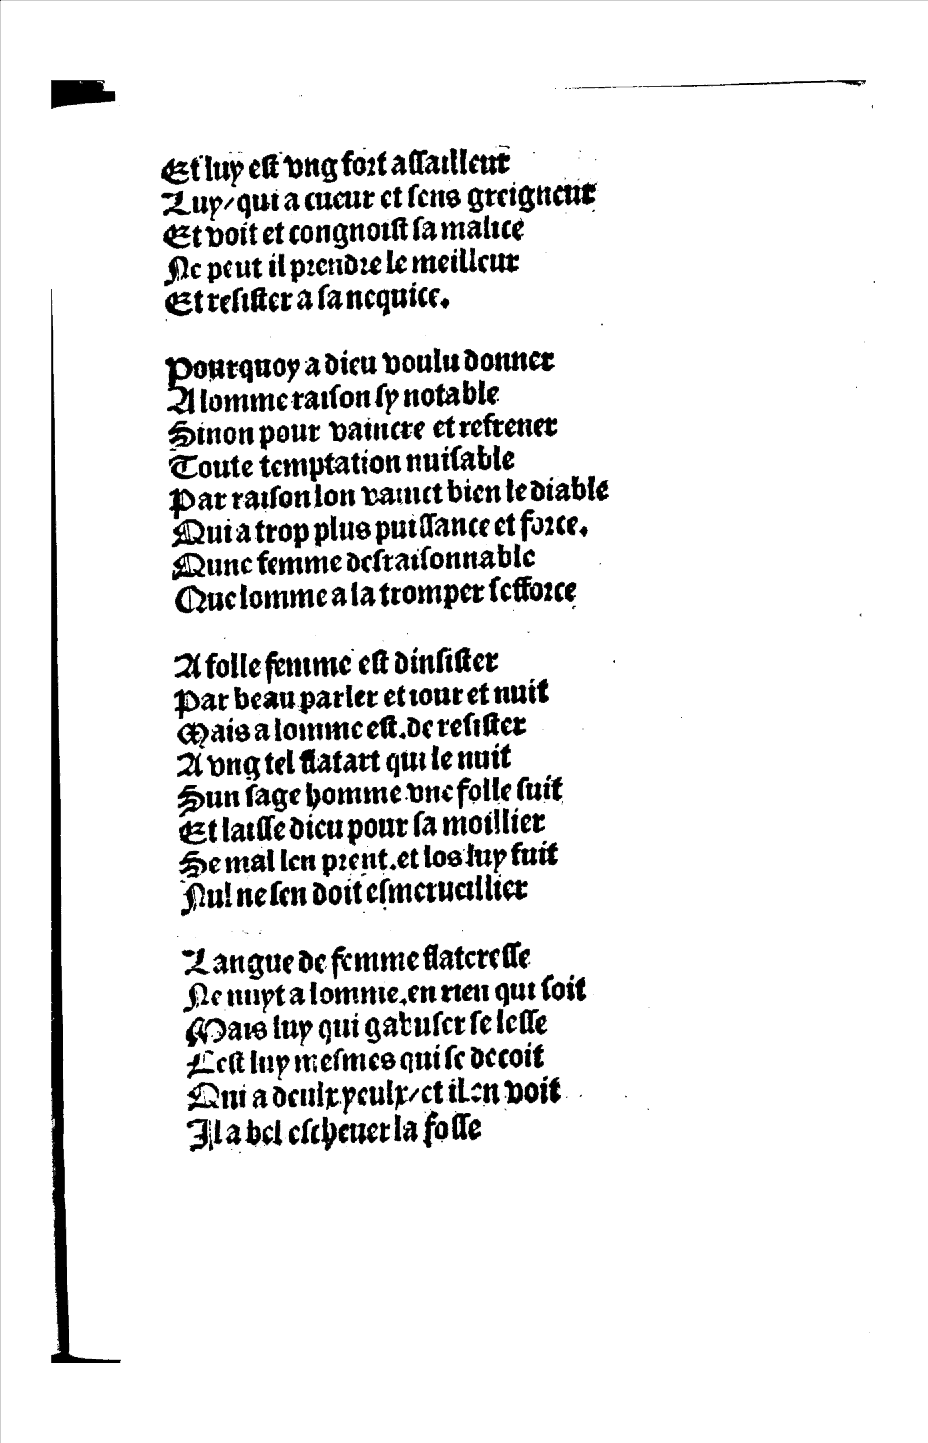 Et luy est vng fort assailleur
Luy/qui a cueur et sens greigneur
Et voit et congnoist sa malice
Ne peut il prendre le meilleur
Et resister a sa nequice.
Pourquoy a dieu voulu donner
A lomme raison sy notable
Sinon pour vaincre et refrener
Toute temptation nuisable
Par raison lon vainct bien le diable
Qui a trop plus puissance et force.
Qune femme desraisonnable
Que lomme a la tromper sefforce
A folle femme est dinsister
Par beau parler et iour et nuit
Mais a lomme est.de resister
A vng tel flatart qui le nuit
Sun sage homme vne folle suit
Et laisse dieu pour sa moillier
Se mal len prent.et los luy fuit
Nul ne sen doit esmerueillier
Langue de femme flateresse
Ne nuyt a lomme.en rien qui soit
Mais luy qui gabuser se lesse
Cest luy mesmes qui se decoit
Qui a deulx yeulx/et il en voit
Il a bel escheuer la fosse